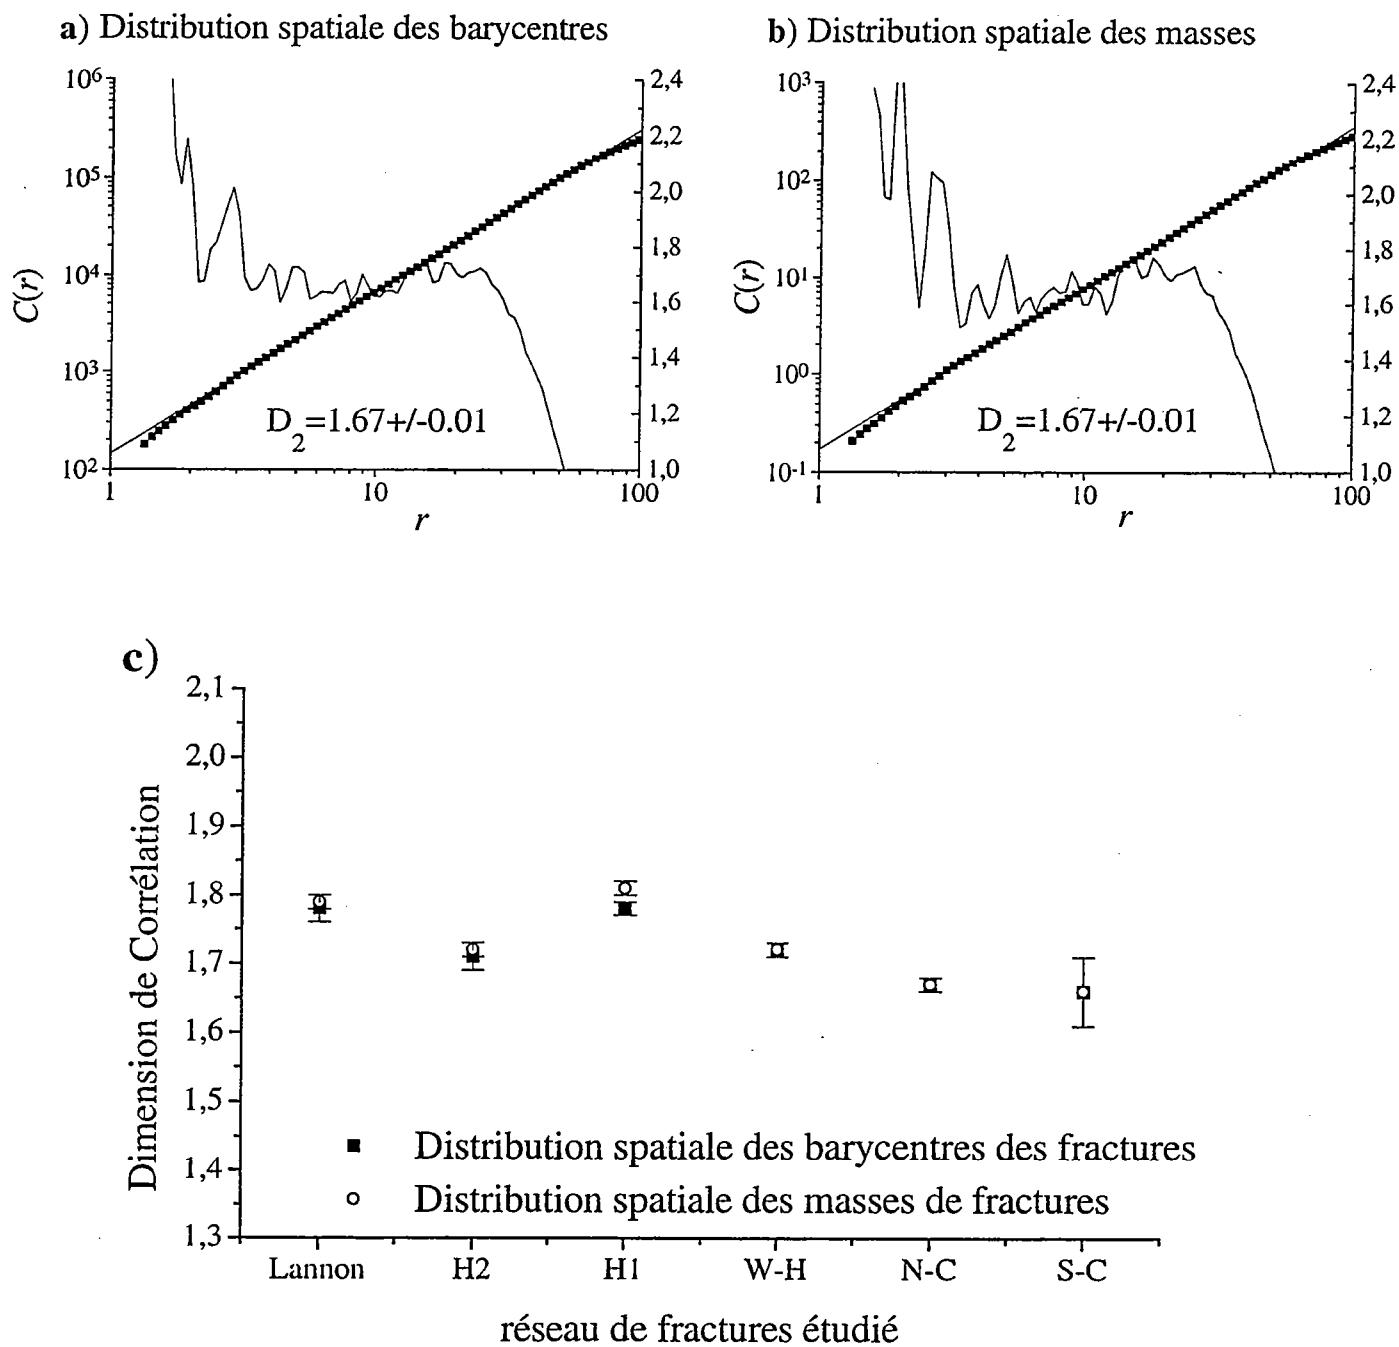 a) Distribution spatiale des barycentres
10⁶
10⁵
10⁴
10³
10²
C(r)
2,4
2,2
2,0
1,8
1,6
1,4
1,2
1,0
D₂=1.67+/-0.01
1 10 100
r
b) Distribution spatiale des masses
10³
10²
10¹
10⁰
10⁻¹
C(r)
2,4
2,2
2,0
1,8
1,6
1,4
1,2
1,0
D₂=1.67+/-0.01
1 10 100
r
c)
Dimension de Corrélation
2,1
2,0
1,9
1,8
1,7
1,6
1,5
1,4
1,3
Distribution spatiale des barycentres des fractures
Distribution spatiale des masses de fractures
Lannon H2 H1 W-H N-C S-C
réseau de fractures étudié